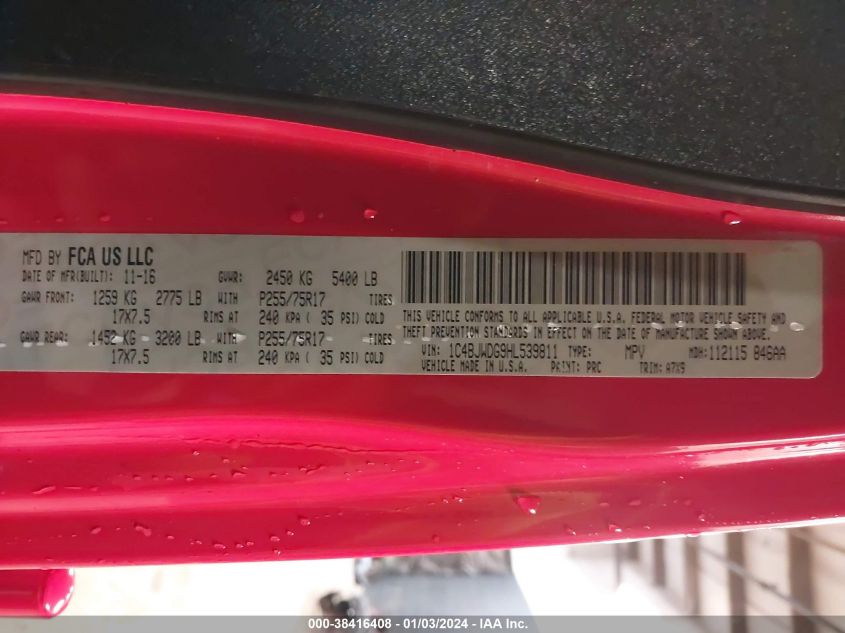 MFD BY FCA US LLC
DATE OF MFR(BUILT): 11-16 GVWR: 2450 KG 5400 LB
GAWR FRONT: 1259 KG 2775 LB WITH P255/75R17 TIRES
17X7.5 RIMS AT 240 KPA ( 35 PSI) COLD
GAWR REAR: 1452 KG 3200 LB WITH P255/75R17 TIRES
17X7.5 RIMS AT 240 KPA ( 35 PSI) COLD
THIS VEHICLE CONFORMS TO ALL APPLICABLE U.S.A. FEDERAL MOTOR VEHICLE SAFETY AND
THEFT PREVENTION STANDARDS IN EFFECT ON THE DATE OF MANUFACTURE SHOWN ABOVE.
VIN: 1C4BJWDG9HL539811 TYPE: MPV MDH: 112115 846AA
VEHICLE MADE IN U.S.A. PAINT: PRC TRIM: A7X9
000-38416408 - 01/03/2024 - COPYRIGHT IAA, Inc.